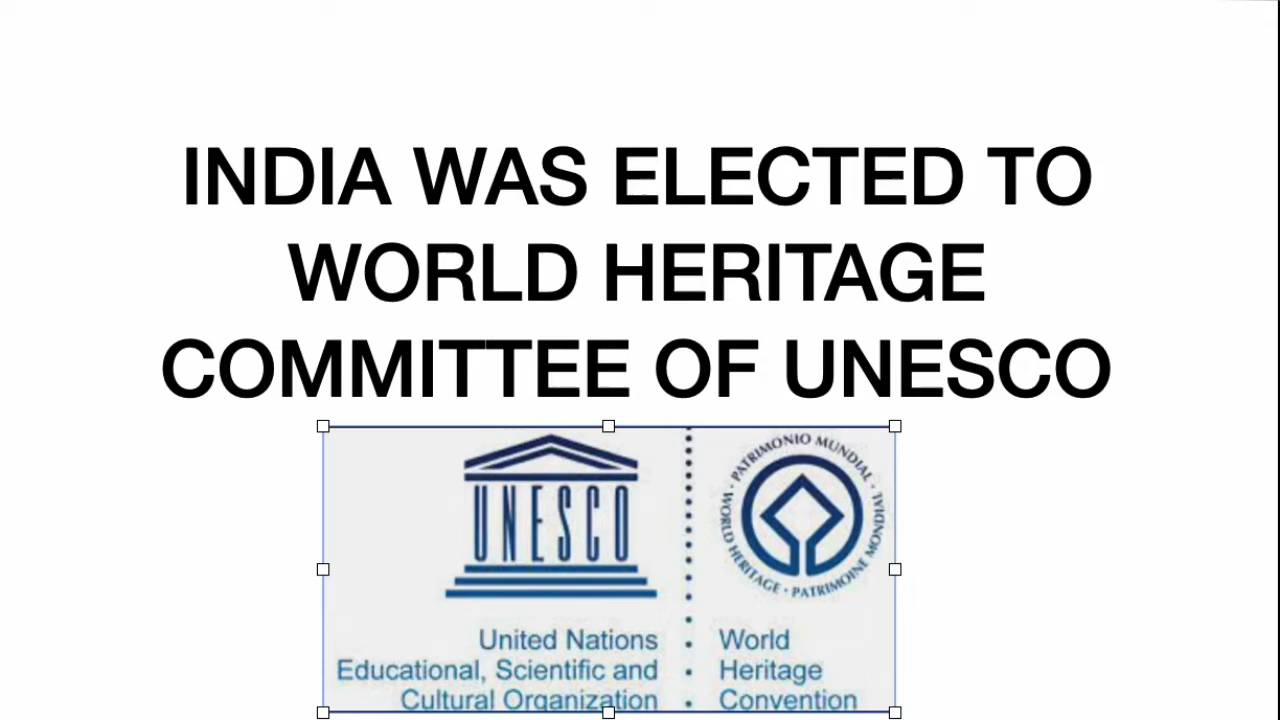 INDIA WAS ELECTED TO
WORLD HERITAGE
COMMITTEE OF UNESCO
UNESCO
PATRIMONIO MUNDIAL
WORLD HERITAGE · PATRIMOINE MONDIAL
United Nations
Educational, Scientific and
Cultural Organization
World
Heritage
Convention